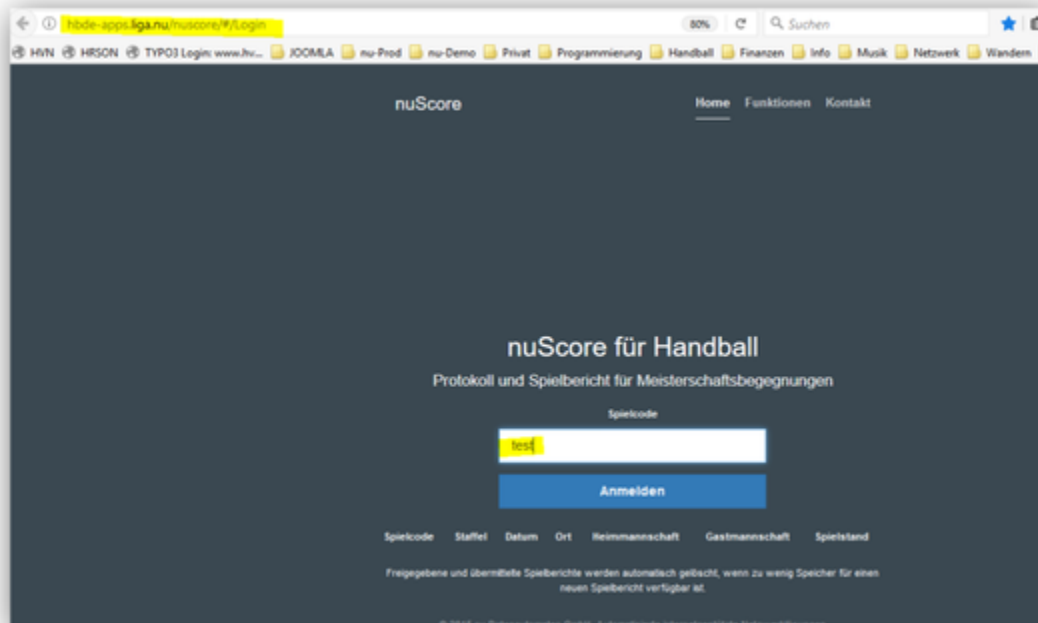 hbde-apps.liga.nu/nuscore/#/Login 80% Suchen
HVN HRSON TYPO3 Login: www.hv... JOOMLA nu-Prod nu-Demo Privat Programmierung Handball Finanzen Info Musik Netzwerk Wandern
nuScore Home Funktionen Kontakt
nuScore für Handball
Protokoll und Spielbericht für Meisterschaftsbegegnungen
Spielcode
test
Anmelden
Spielcode Staffel Datum Ort Heimmannschaft Gastmannschaft Spielstand
Freigegebene und übermittelte Spielberichte werden automatisch gelöscht, wenn zu wenig Speicher für einen
neuen Spielbericht verfügbar ist.